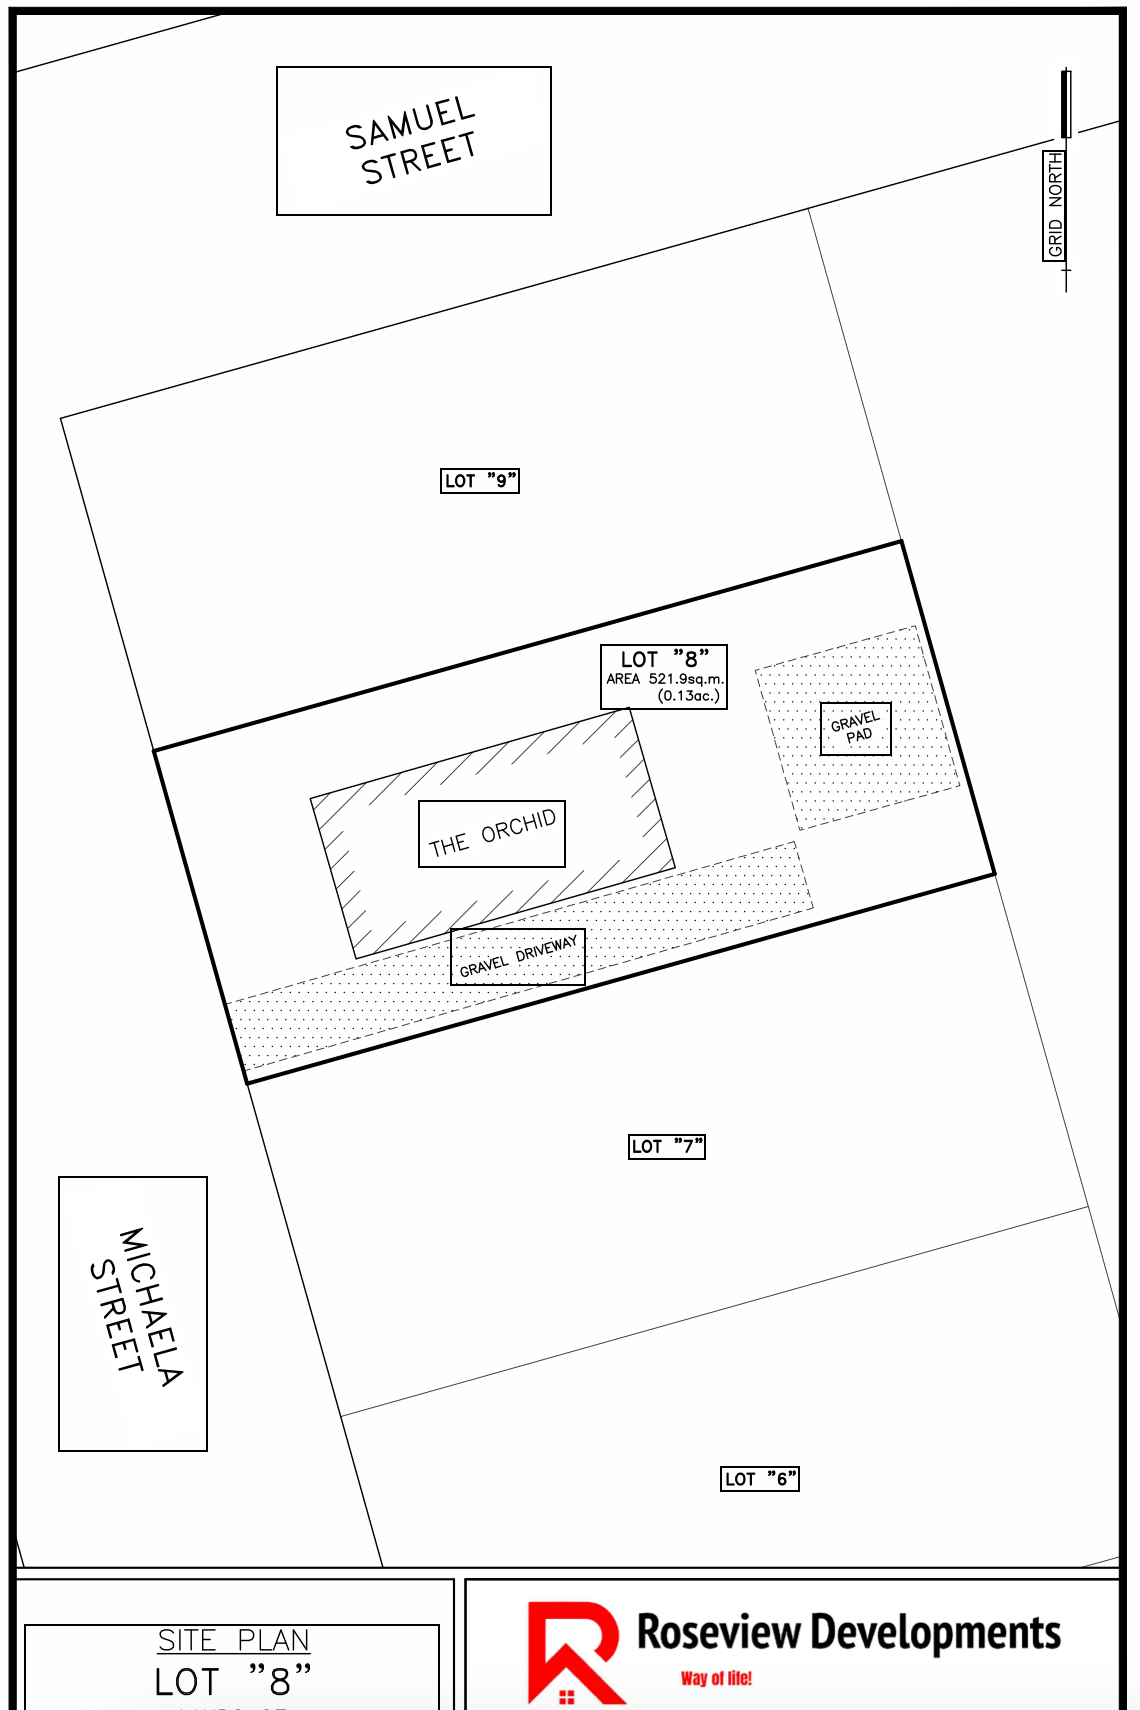 SAMUEL
STREET
GRID NORTH
LOT "9"
LOT "8"
AREA 521.9sq.m.
(0.13ac.)
GRAVEL
PAD
THE ORCHID
GRAVEL DRIVEWAY
LOT "7"
MICHAELA
STREET
LOT "6"
SITE PLAN
LOT "8"
Roseview Developments
Way of life!